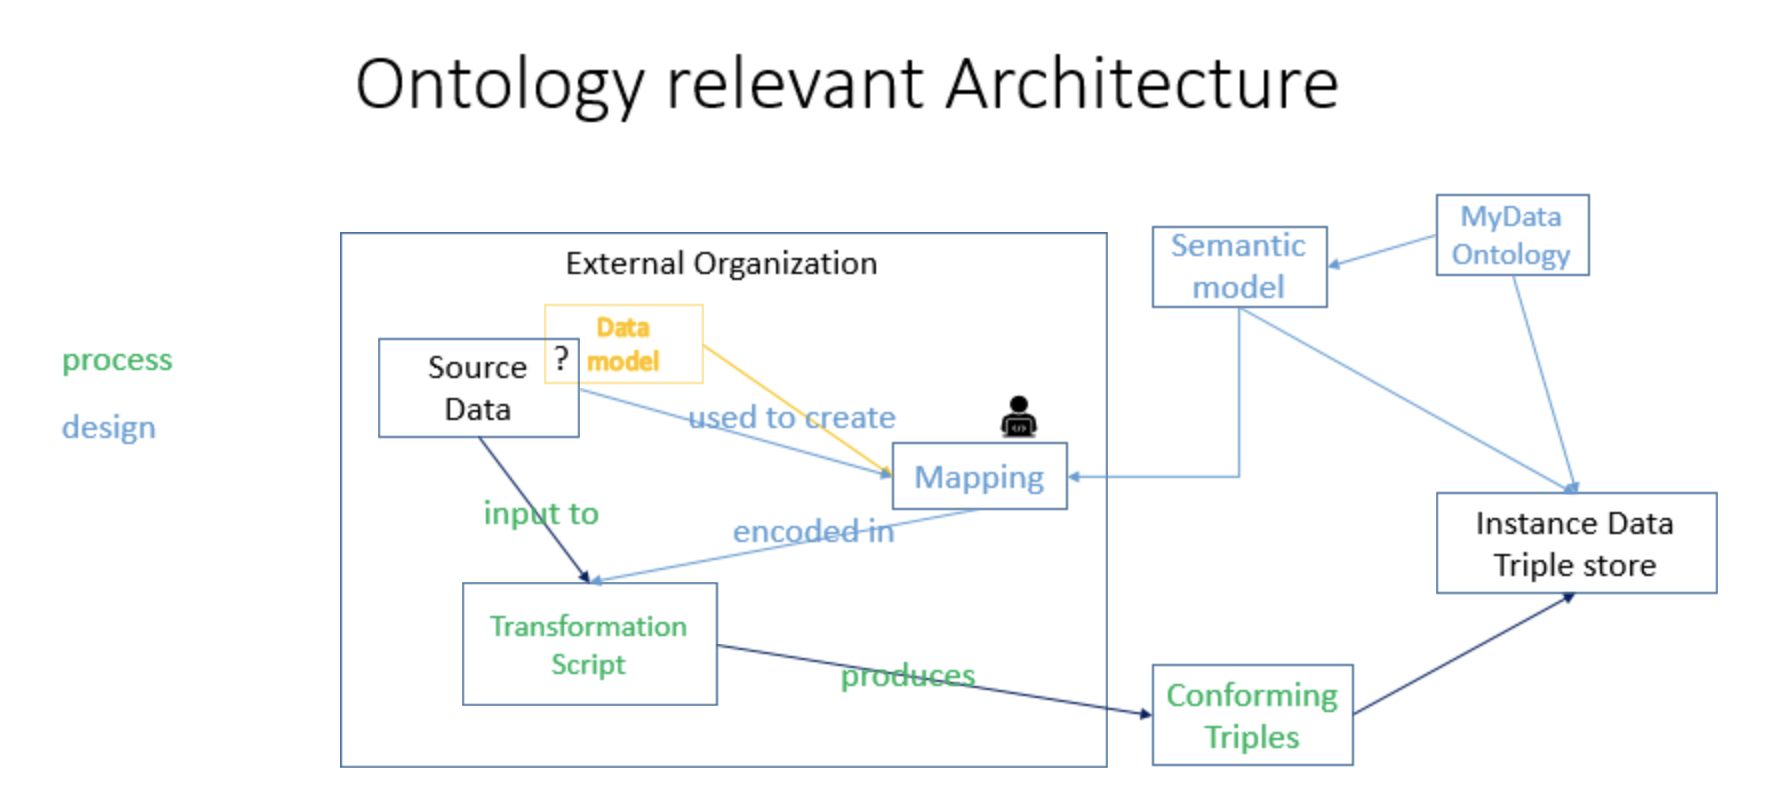 Ontology relevant Architecture
MyData
Ontology
Semantic
model
External Organization
Data
model
?
Source
Data
process
design
used to create
Mapping
input to
encoded in
Instance Data
Triple store
Transformation
Script
produces
Conforming
Triples